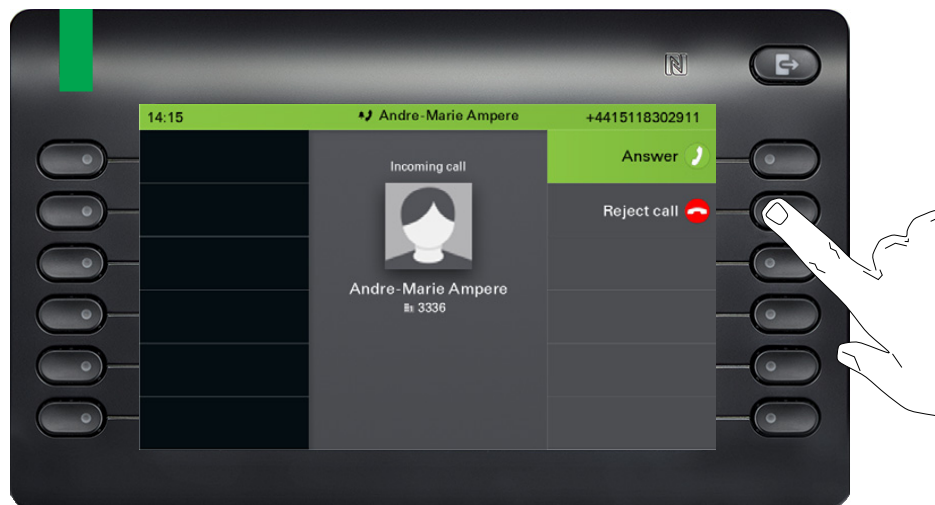 14:15 Andre-Marie Ampere +4415118302911
Incoming call
Answer
Reject call
Andre-Marie Ampere
3336